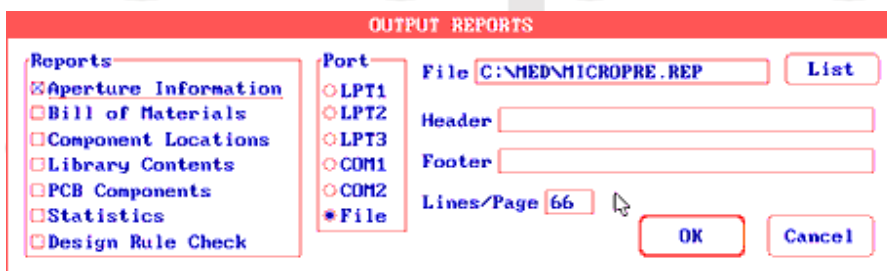 OUTPUT REPORTS
Reports
Aperture Information
Bill of Materials
Component Locations
Library Contents
PCB Components
Statistics
Design Rule Check
Port
LPT1
LPT2
LPT3
COM1
COM2
File
File C:\MED\MICROPRE.REP List
Header
Footer
Lines/Page 66
OK Cancel